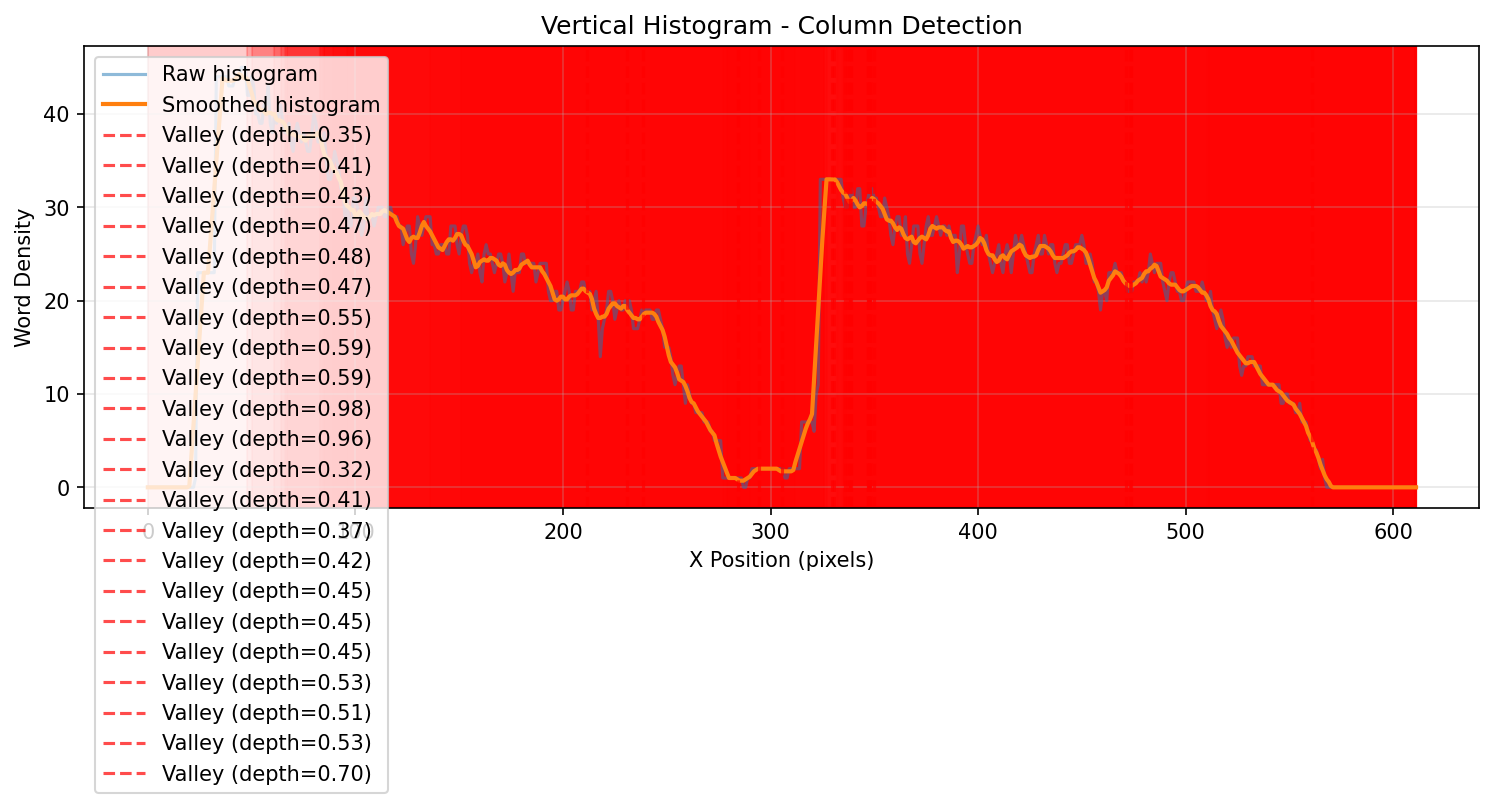 Vertical Histogram - Column Detection
Raw histogram
Smoothed histogram
Valley (depth=0.35)
Valley (depth=0.41)
Valley (depth=0.43)
Valley (depth=0.47)
Valley (depth=0.48)
Valley (depth=0.47)
Valley (depth=0.55)
Valley (depth=0.59)
Valley (depth=0.59)
Valley (depth=0.98)
Valley (depth=0.96)
Valley (depth=0.32)
Valley (depth=0.41)
Valley (depth=0.37)
Valley (depth=0.42)
Valley (depth=0.45)
Valley (depth=0.45)
Valley (depth=0.45)
Valley (depth=0.53)
Valley (depth=0.51)
Valley (depth=0.53)
Valley (depth=0.70)
Word Density
40
30
20
10
0
0 100 200 300 400 500 600
X Position (pixels)